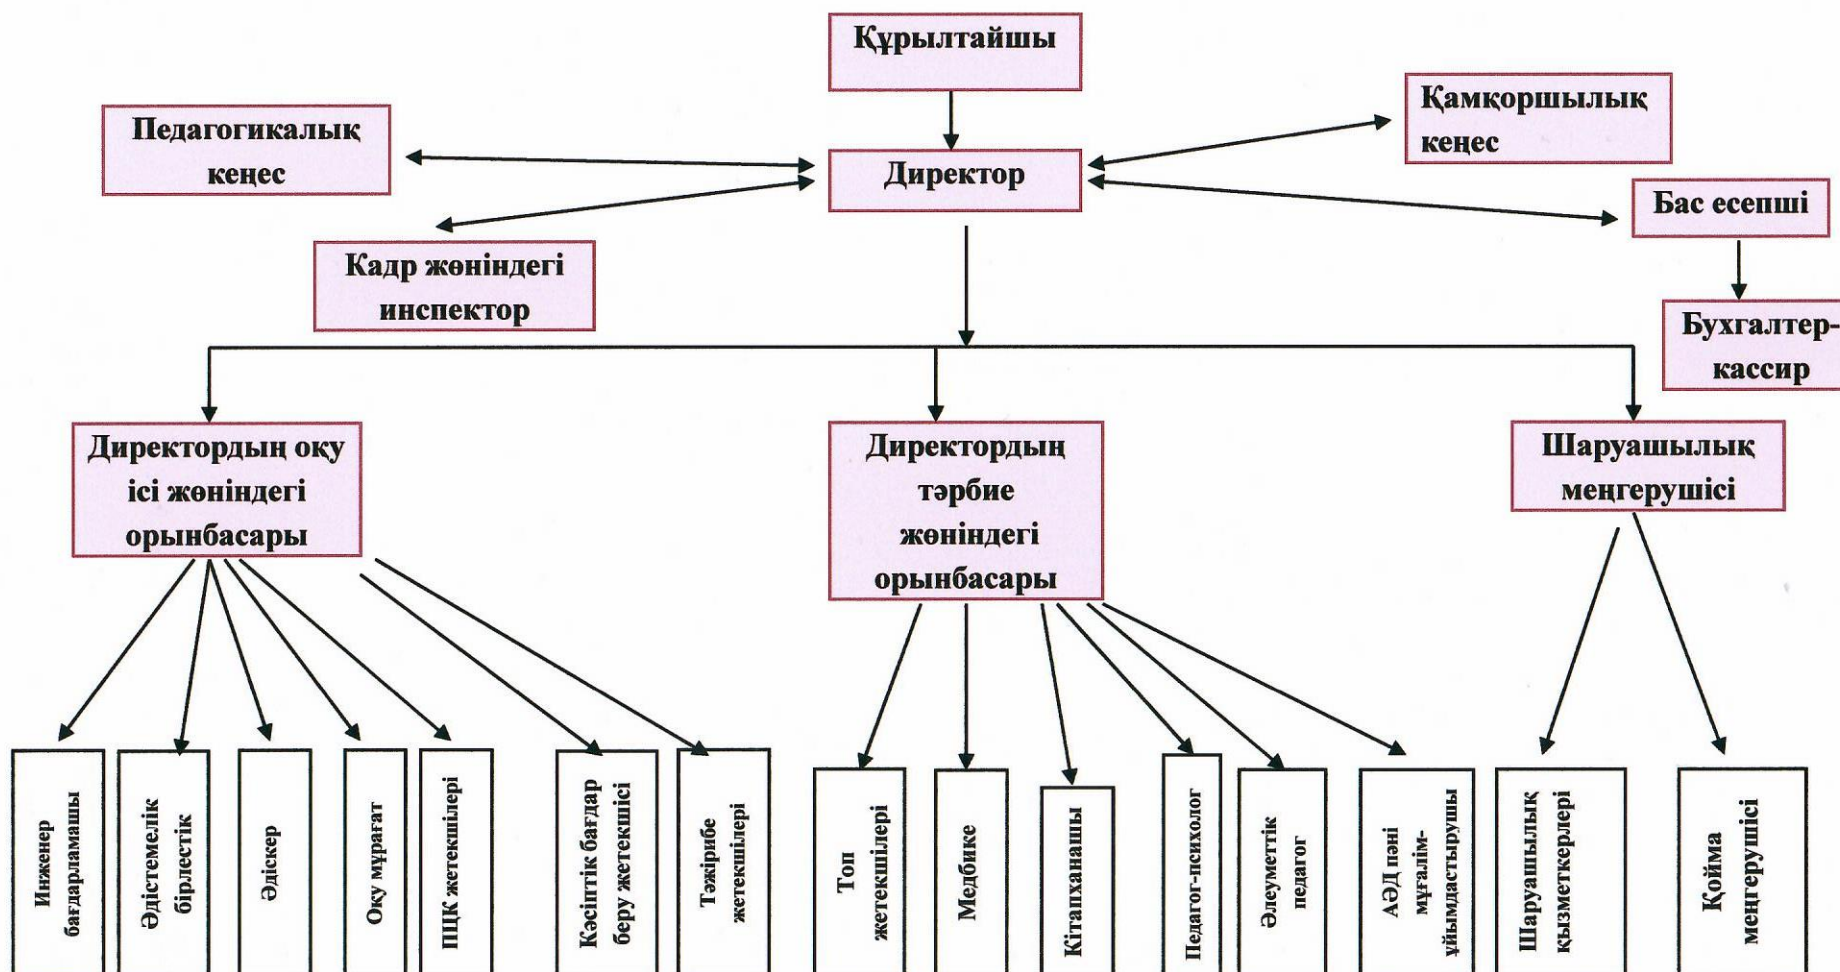 Құрылтайшы
Педагогикалық
кеңес
Қамқоршылық
кеңес
Директор
Бас есепші
Кадр жөніндегі
инспектор
Бухгалтер-
кассир
Директордың оқу
ісі жөніндегі
орынбасары
Директордың
тәрбие
жөніндегі
орынбасары
Шаруашылық
меңгерушісі
Инженер
бағдарламашы
Әдістемелік
бірлестік
Әдіскер
Оқу мұрағат
ПЦК жетекшілері
Кәсіптік бағдар
беру жетекшісі
Тәжірибе
жетекшілері
Топ
жетекшілері
Медбике
Кітапханашы
Педагог-психолог
Әлеуметтік
педагог
АӘД пәні
мұғалім-
ұйымдастырушы
Шаруашылық
қызметкерлері
Қойма
меңгерушісі